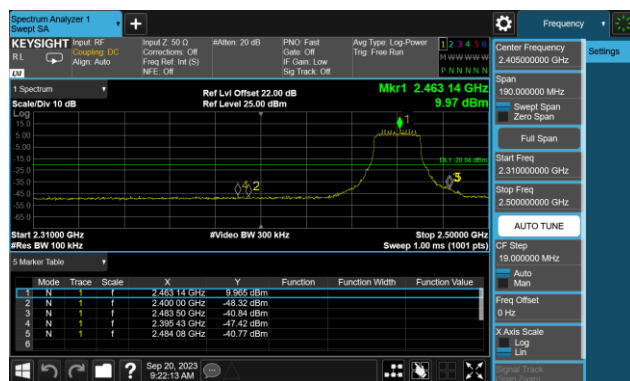 Spectrum Analyzer 1
Swept SA
Frequency
KEYSIGHT
R L
LXI
Input: RF
Coupling: DC
Align: Auto
Input Z: 50 Ω
Corrections: Off
Freq Ref: Int (S)
NFE: Off
#Atten: 20 dB
PNO: Fast
Gate: Off
IF Gain: Low
Sig Track: Off
Avg Type: Log-Power
Trig: Free Run
1 2 3 4 5 6
M W W W W W
P N N N N N
1 Spectrum
Scale/Div 10 dB
Ref Lvl Offset 22.00 dB
Ref Level 25.00 dBm
Mkr1 2.463 14 GHz
9.97 dBm
Log
15.0
5.00
-5.00
-15.0
-25.0
-35.0
-45.0
-55.0
-65.0
1
DL1 -20.04 dBm
4 2
Start 2.31000 GHz
#Res BW 100 kHz
#Video BW 300 kHz
Stop 2.50000 GHz
Sweep 1.00 ms (1001 pts)
5 Marker Table
Mode Trace Scale X Y Function Function Width Function Value
1 N 1 f 2.463 14 GHz 9.965 dBm
2 N 1 f 2.400 00 GHz -48.32 dBm
3 N 1 f 2.483 50 GHz -40.84 dBm
4 N 1 f 2.395 43 GHz -47.42 dBm
5 N 1 f 2.484 08 GHz -40.77 dBm
6
Sep 20, 2023
9:22:13 AM
Center Frequency
2.405000000 GHz
Settings
Span
190.000000 MHz
Swept Span
Zero Span
Full Span
Start Freq
2.310000000 GHz
Stop Freq
2.500000000 GHz
AUTO TUNE
CF Step
19.000000 MHz
Auto
Man
Freq Offset
0 Hz
X Axis Scale
Log
Lin
Signal Track
(Span Zoom)